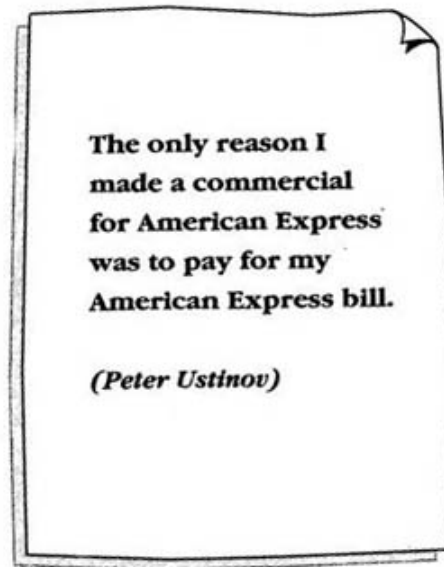 The only reason I
made a commercial
for American Express
was to pay for my
American Express bill.
(Peter Ustinov)